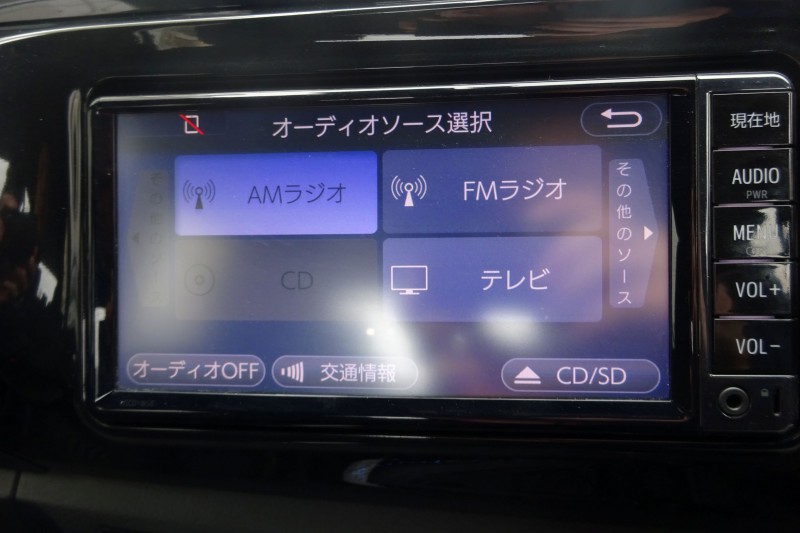 オーディオソース選択
AMラジオ
FMラジオ
CD
テレビ
その他のソース
オーディオOFF
交通情報
CD/SD
現在地
AUDIO
PWR
MENU
VOL+
VOL-